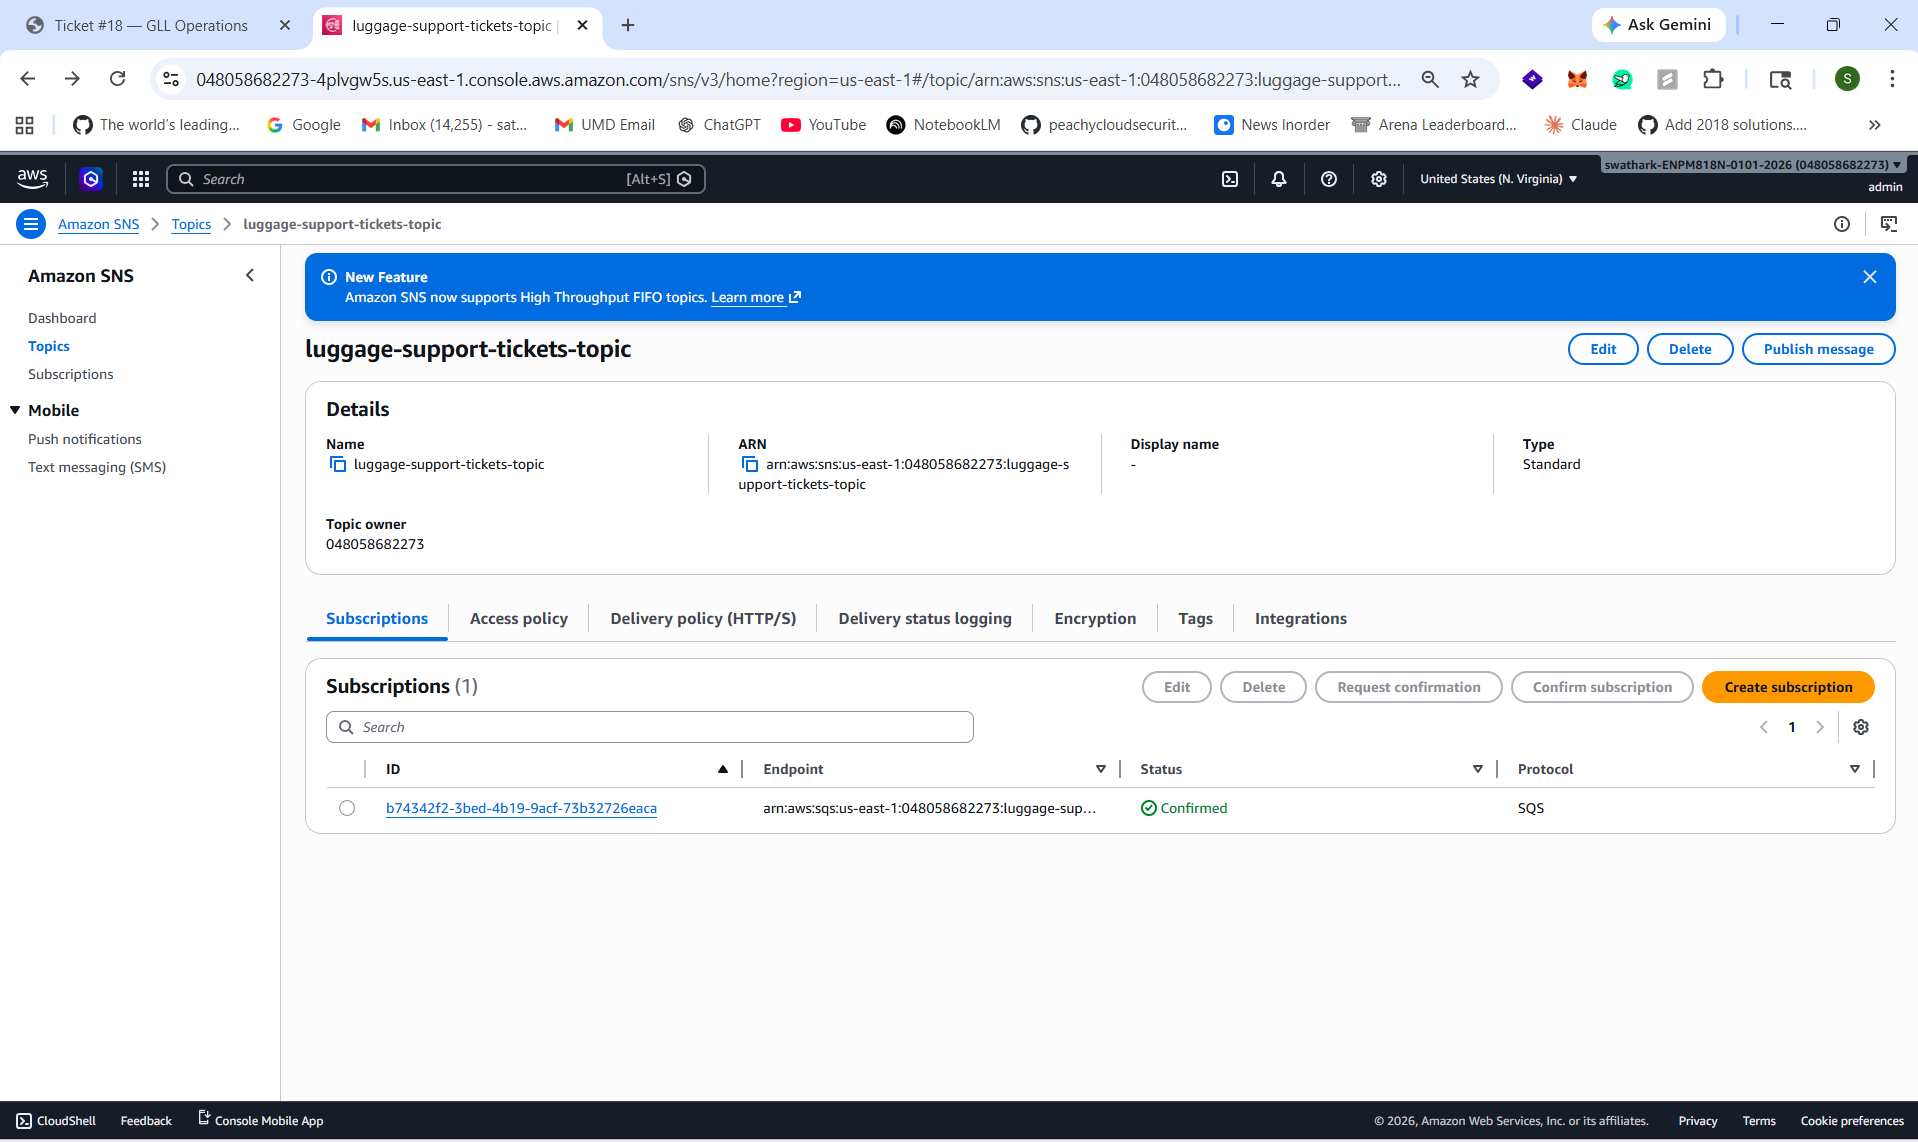 Ticket #18 — GLL Operations
luggage-support-tickets-topic |
Ask Gemini
048058682273-4plvgw5s.us-east-1.console.aws.amazon.com/sns/v3/home?region=us-east-1#/topic/arn:aws:sns:us-east-1:048058682273:luggage-support...
S
The world's leading...
Google
Inbox (14,255) - sat...
UMD Email
ChatGPT
YouTube
NotebookLM
peachycloudsecurit...
News Inorder
Arena Leaderboard...
Claude
Add 2018 solutions....
aws
Search
[Alt+S]
United States (N. Virginia)
swathark-ENPM818N-0101-2026 (048058682273)
admin
Amazon SNS
Topics
luggage-support-tickets-topic
Amazon SNS
Dashboard
Topics
Subscriptions
Mobile
Push notifications
Text messaging (SMS)
New Feature
Amazon SNS now supports High Throughput FIFO topics. Learn more
luggage-support-tickets-topic
Edit
Delete
Publish message
Details
Name
luggage-support-tickets-topic
ARN
arn:aws:sns:us-east-1:048058682273:luggage-s
upport-tickets-topic
Display name
-
Type
Standard
Topic owner
048058682273
Subscriptions
Access policy
Delivery policy (HTTP/S)
Delivery status logging
Encryption
Tags
Integrations
Subscriptions (1)
Edit
Delete
Request confirmation
Confirm subscription
Create subscription
Search
1
ID
Endpoint
Status
Protocol
b74342f2-3bed-4b19-9acf-73b32726eaca
arn:aws:sqs:us-east-1:048058682273:luggage-sup...
Confirmed
SQS
CloudShell
Feedback
Console Mobile App
© 2026, Amazon Web Services, Inc. or its affiliates.
Privacy
Terms
Cookie preferences